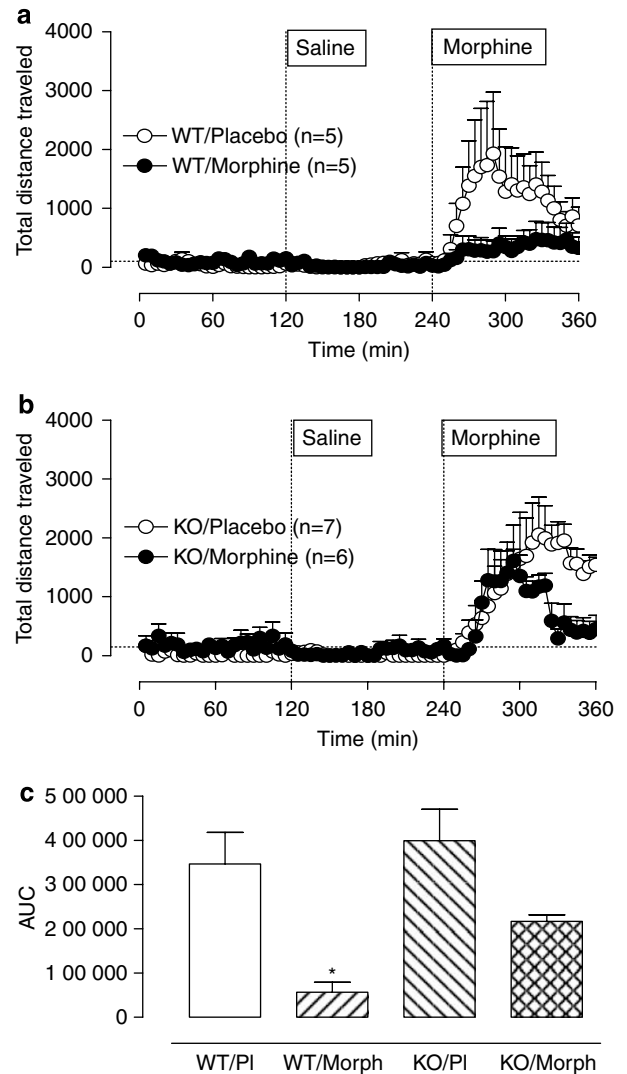 a
4000
3000
2000
1000
0
Total distance traveled
Saline
Morphine
WT/Placebo (n=5)
WT/Morphine (n=5)
0 60 120 180 240 300 360
Time (min)
b
4000
3000
2000
1000
0
Total distance traveled
Saline
Morphine
KO/Placebo (n=7)
KO/Morphine (n=6)
0 60 120 180 240 300 360
Time (min)
c
5 00 000
4 00 000
3 00 000
2 00 000
1 00 000
0
AUC
*
WT/Pl WT/Morph KO/Pl KO/Morph